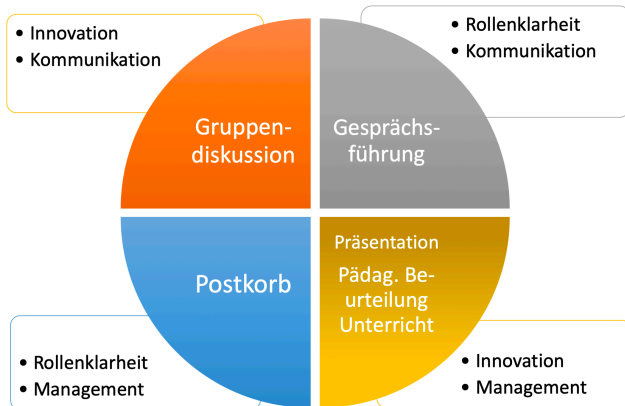 • Innovation
• Kommunikation
• Rollenklarheit
• Kommunikation
Gruppen-
diskussion
Gesprächs-
führung
Postkorb
Präsentation
Pädag. Be-
urteilung
Unterricht
• Rollenklarheit
• Management
• Innovation
• Management